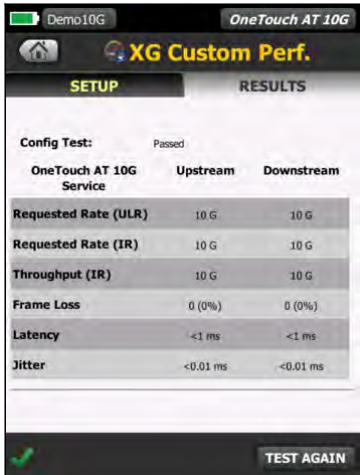 Demo10G OneTouch AT 10G
XG Custom Perf.
SETUP RESULTS
Config Test: Passed
OneTouch AT 10G Service Upstream Downstream
Requested Rate (ULR) 10 G 10 G
Requested Rate (IR) 10 G 10 G
Throughput (IR) 10 G 10 G
Frame Loss 0 (0%) 0 (0%)
Latency <1 ms <1 ms
Jitter <0.01 ms <0.01 ms
TEST AGAIN